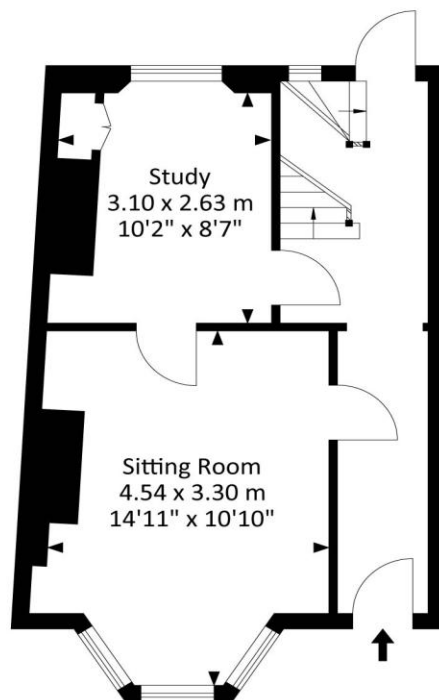 Study
3.10 x 2.63 m
10'2" x 8'7"
Sitting Room
4.54 x 3.30 m
14'11" x 10'10"